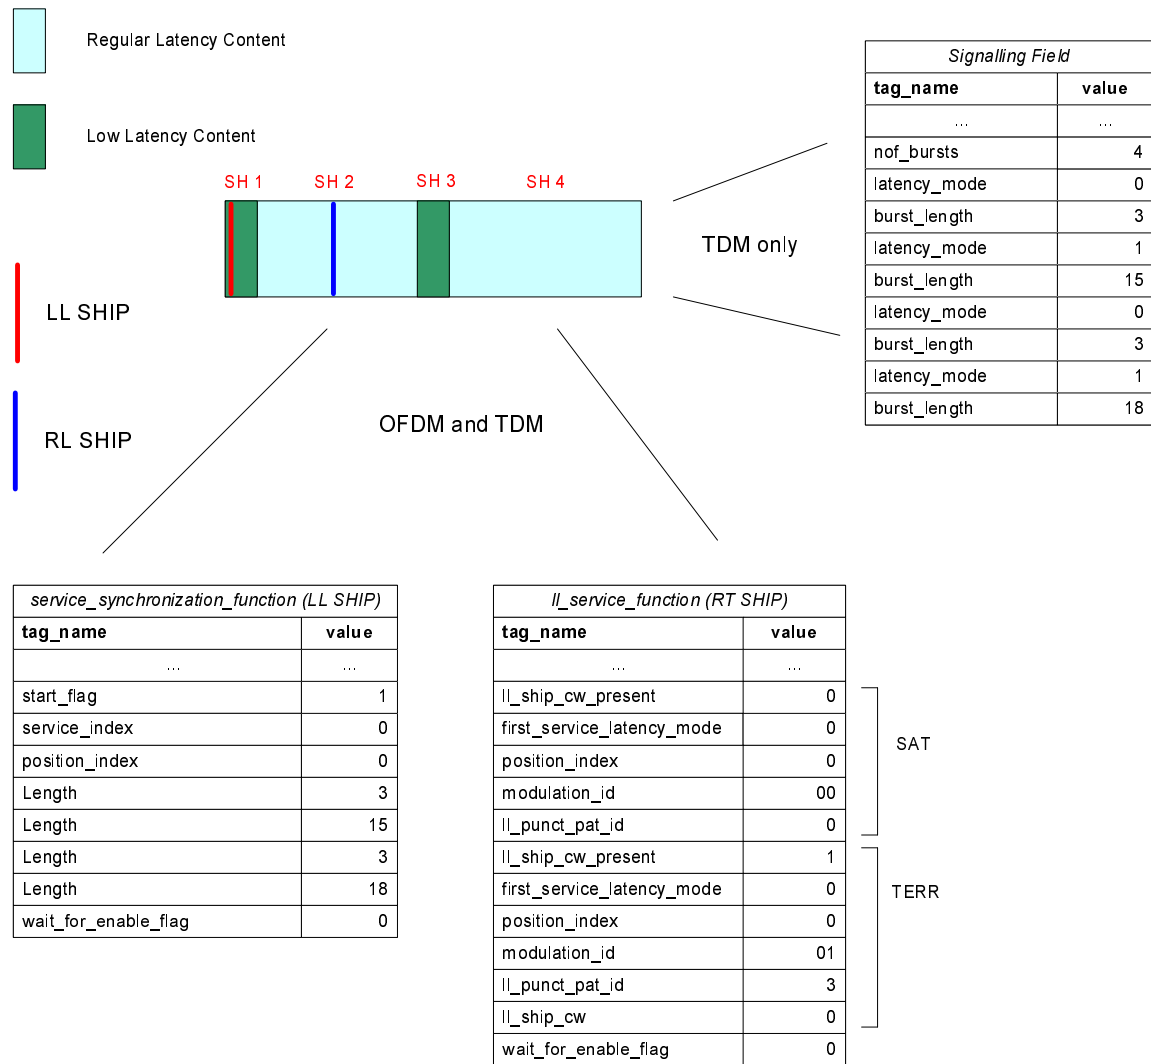 Regular Latency Content
Low Latency Content
SH 1 SH 2 SH 3 SH 4
LL SHIP
RL SHIP
TDM only
OFDM and TDM
Signalling Field
tag_name value
... ...
nof_bursts 4
latency_mode 0
burst_length 3
latency_mode 1
burst_length 15
latency_mode 0
burst_length 3
latency_mode 1
burst_length 18
service_synchronization_function (LL SHIP)
tag_name value
... ...
start_flag 1
service_index 0
position_index 0
Length 3
Length 15
Length 3
Length 18
wait_for_enable_flag 0
ll_service_function (RT SHIP)
tag_name value
... ...
ll_ship_cw_present 0
first_service_latency_mode 0
position_index 0
modulation_id 00
ll_punct_pat_id 0
ll_ship_cw_present 1
first_service_latency_mode 0
position_index 0
modulation_id 01
ll_punct_pat_id 3
ll_ship_cw 0
wait_for_enable_flag 0
SAT
TERR